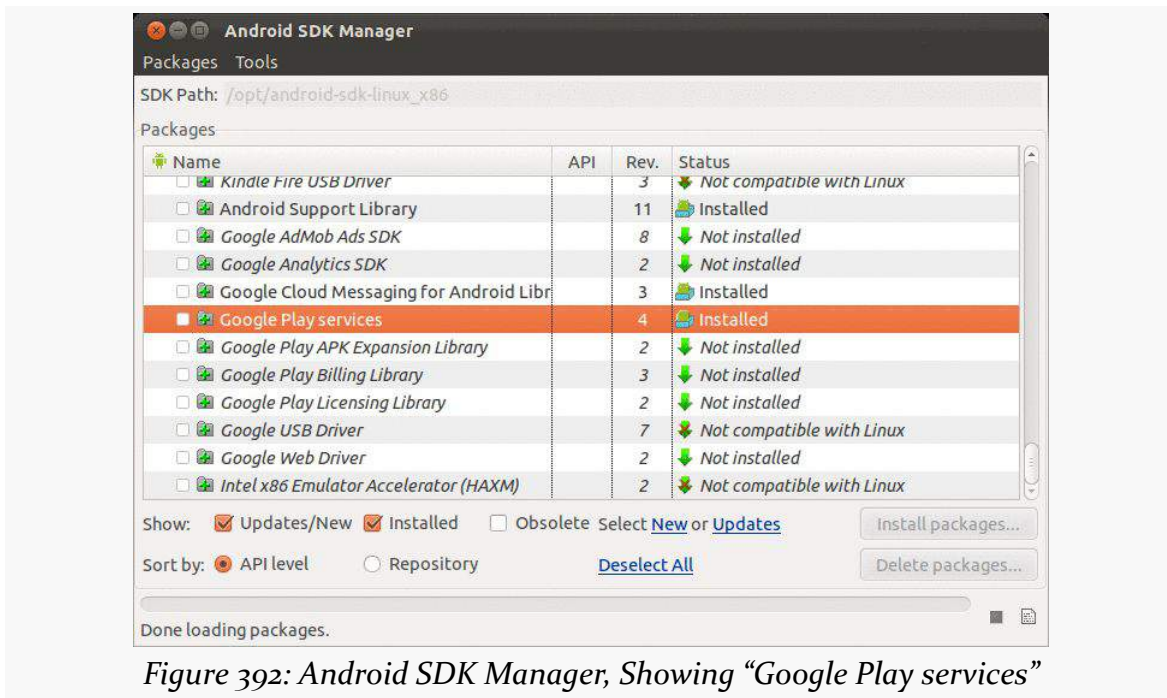 Android SDK Manager
Packages Tools
SDK Path: /opt/android-sdk-linux_x86
Packages
Name API Rev. Status
Kindle Fire USB Driver 3 Not compatible with Linux
Android Support Library 11 Installed
Google AdMob Ads SDK 8 Not installed
Google Analytics SDK 2 Not installed
Google Cloud Messaging for Android Libr 3 Installed
Google Play services 4 Installed
Google Play APK Expansion Library 2 Not installed
Google Play Billing Library 3 Not installed
Google Play Licensing Library 2 Not installed
Google USB Driver 7 Not compatible with Linux
Google Web Driver 2 Not installed
Intel x86 Emulator Accelerator (HAXM) 2 Not compatible with Linux
Show: Updates/New Installed Obsolete Select New or Updates Install packages...
Sort by: API level Repository Deselect All Delete packages...
Done loading packages.
Figure 392: Android SDK Manager, Showing “Google Play services”